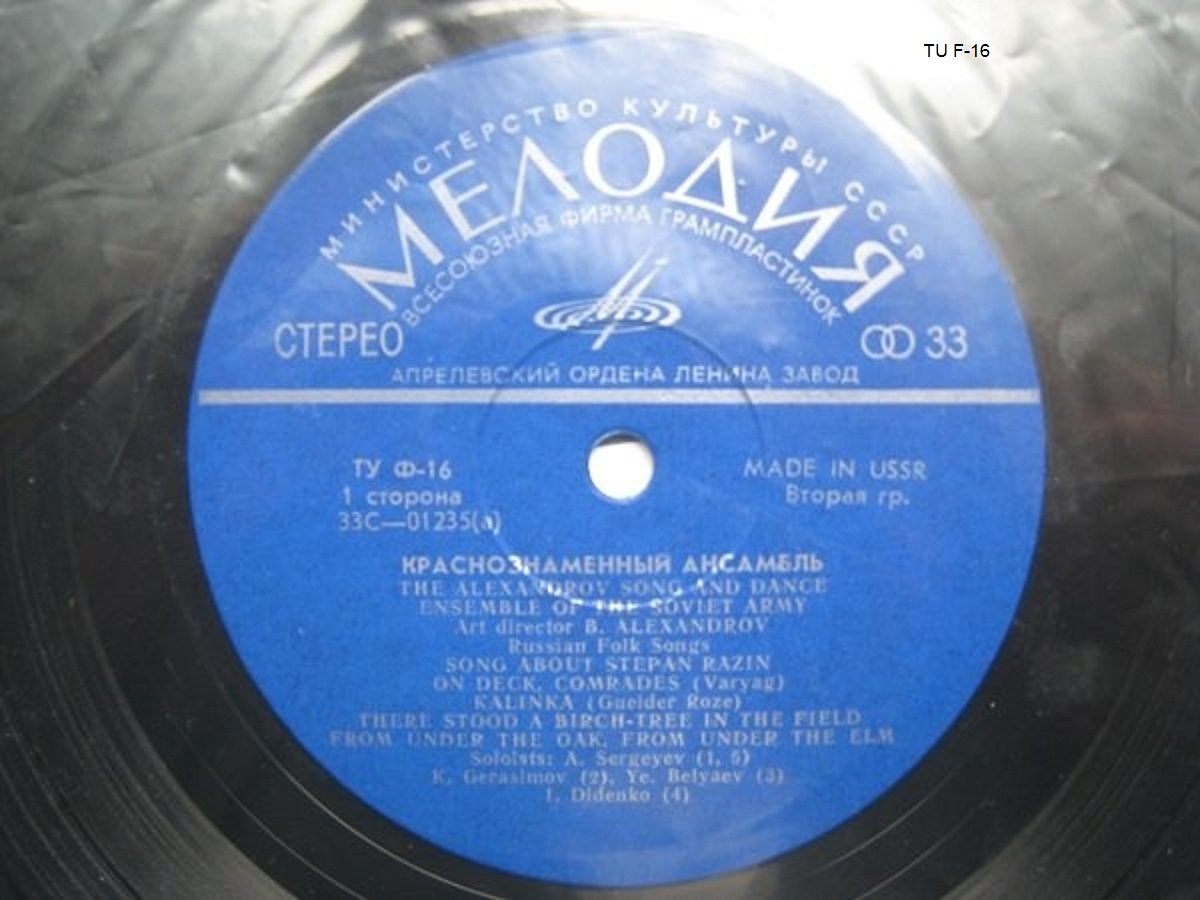 TU F-16
МИНИСТЕРСТВО КУЛЬТУРЫ СССР
МЕЛОДИЯ
ВСЕСОЮЗНАЯ ФИРМА ГРАМПЛАСТИНОК
СТЕРЕО
33
АПРЕЛЕВСКИЙ ОРДЕНА ЛЕНИНА ЗАВОД
ТУ Ф-16
MADE IN USSR
1 сторона
Вторая гр.
33С—01235(а)
КРАСНОЗНАМЕННЫЙ АНСАМБЛЬ
THE ALEXANDROV SONG AND DANCE
ENSEMBLE OF THE SOVIET ARMY
Art director B. ALEXANDROV
Russian Folk Songs
SONG ABOUT STEPAN RAZIN
ON DECK, COMRADES (Varyag)
KALINKA (Guelder Roze)
THERE STOOD A BIRCH-TREE IN THE FIELD
FROM UNDER THE OAK, FROM UNDER THE ELM
Soloists: A. Sergeyev (1, 5)
K. Gerasimov (2), Ye. Belyaev (3)
I. Didenko (4)